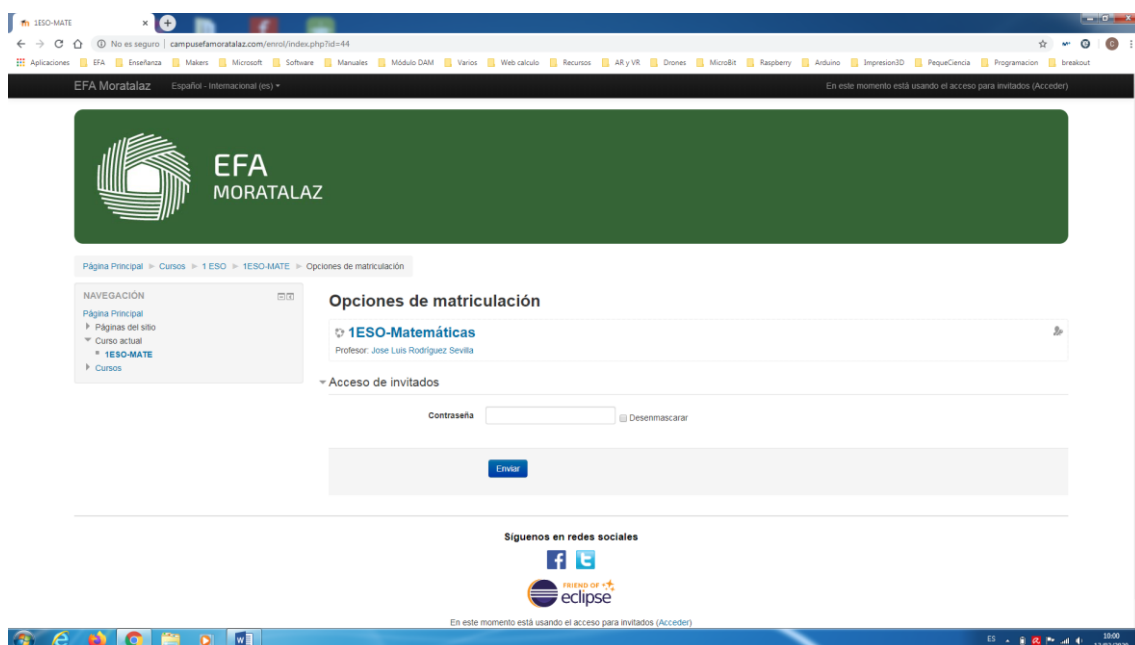 1ESO-MATE
No es seguro | campusefamoratalaz.com/enrol/index.php?id=44
Aplicaciones EFA Enseñanza Makers Microsoft Software Manuales Módulo DAM Varios Web calculo Recursos AR y VR Drones MicroBit Raspberry Arduino Impresion3D PequeCiencia Programacion breakout
EFA Moratalaz Español - Internacional (es) En este momento está usando el acceso para invitados (Acceder)
EFA
MORATALAZ
Página Principal Cursos 1 ESO 1ESO-MATE Opciones de matriculación
NAVEGACIÓN
Página Principal
Páginas del sitio
Curso actual
1ESO-MATE
Cursos
Opciones de matriculación
1ESO-Matemáticas
Profesor: Jose Luis Rodríguez Sevilla
Acceso de invitados
Contraseña Desenmascarar
Enviar
Síguenos en redes sociales
FRIEND OF
eclipse
En este momento está usando el acceso para invitados (Acceder)
ES 10:00